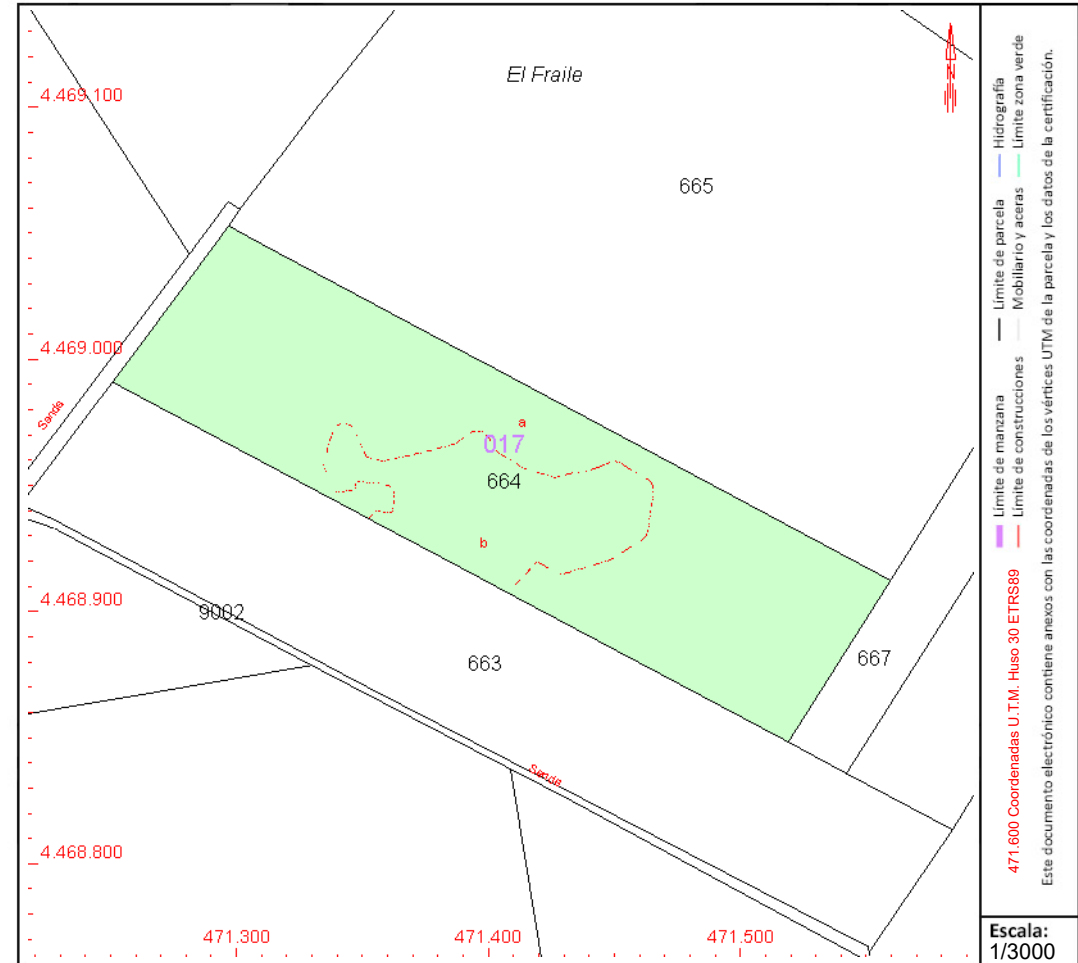 El Fraile
N
4.469.100
665
4.469.000
Senda
a
017
664
b
4.468.900
9002
663
667
Senda
4.468.800
471.300
471.400
471.500
471.600 Coordenadas U.T.M. Huso 30 ETRS89
Límite de manzana
Límite de parcela
Hidrografía
Límite de construcciones
Mobiliario y aceras
Límite zona verde
Este documento electrónico contiene anexos con las coordenadas de los vértices UTM de la parcela y los datos de la certificación.
Escala:
1/3000